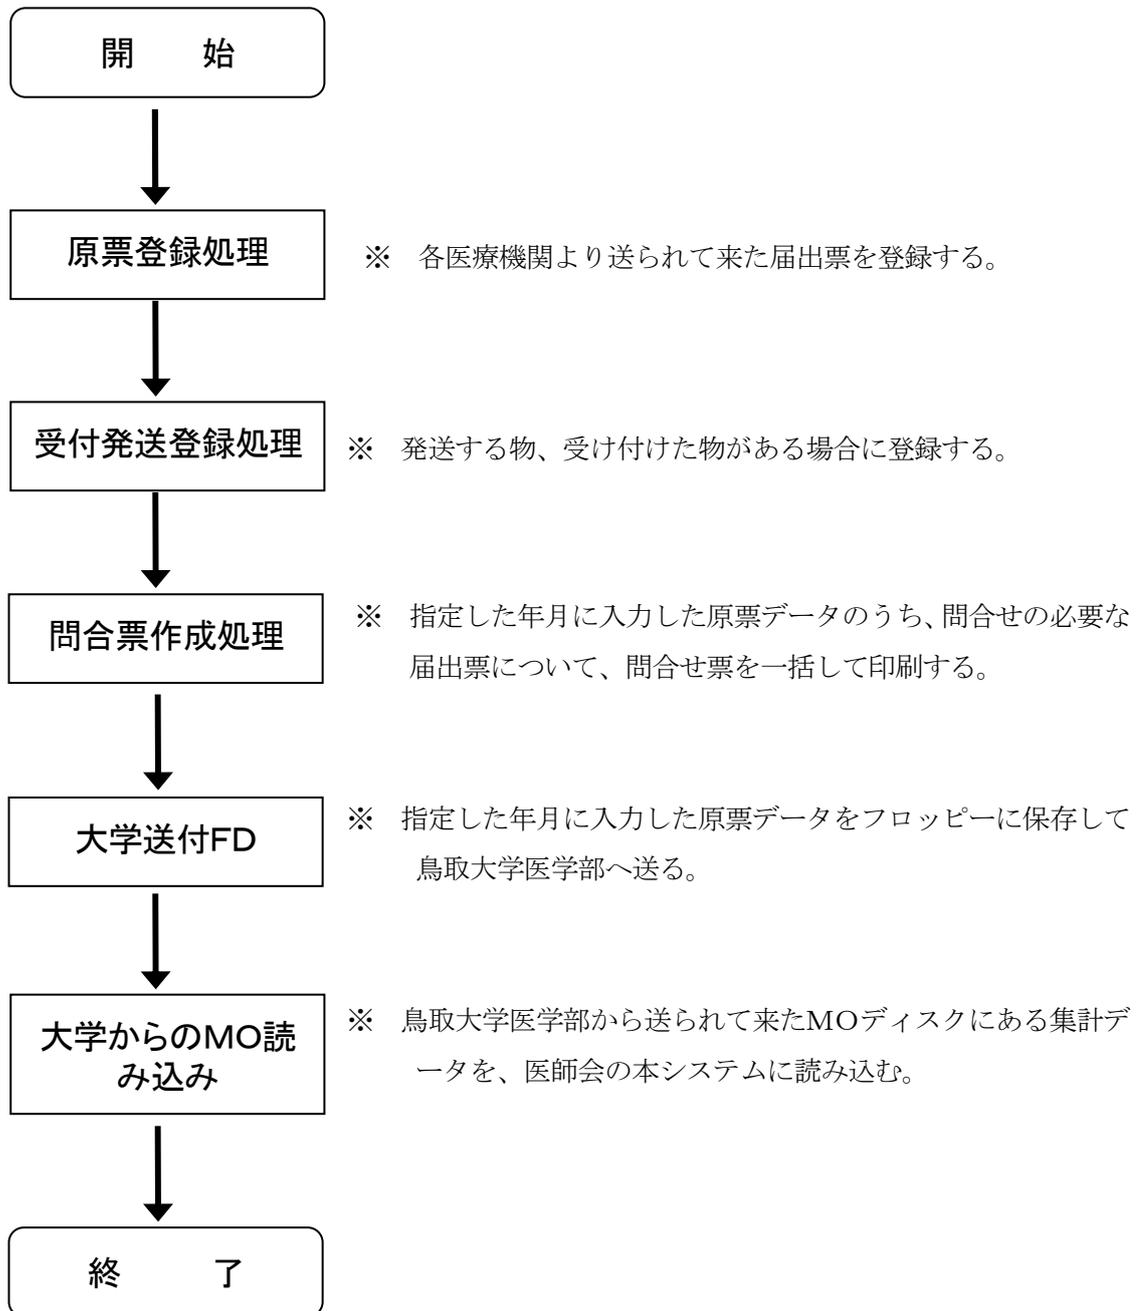 開　　始
原票登録処理
※　各医療機関より送られて来た届出票を登録する。
受付発送登録処理
※　発送する物、受け付けた物がある場合に登録する。
問合票作成処理
※　指定した年月に入力した原票データのうち、問合せの必要な
届出票について、問合せ票を一括して印刷する。
大学送付FD
※　指定した年月に入力した原票データをフロッピーに保存して
鳥取大学医学部へ送る。
大学からのMO読
み込み
※　鳥取大学医学部から送られて来たMOディスクにある集計デ
ータを、医師会の本システムに読み込む。
終　　了